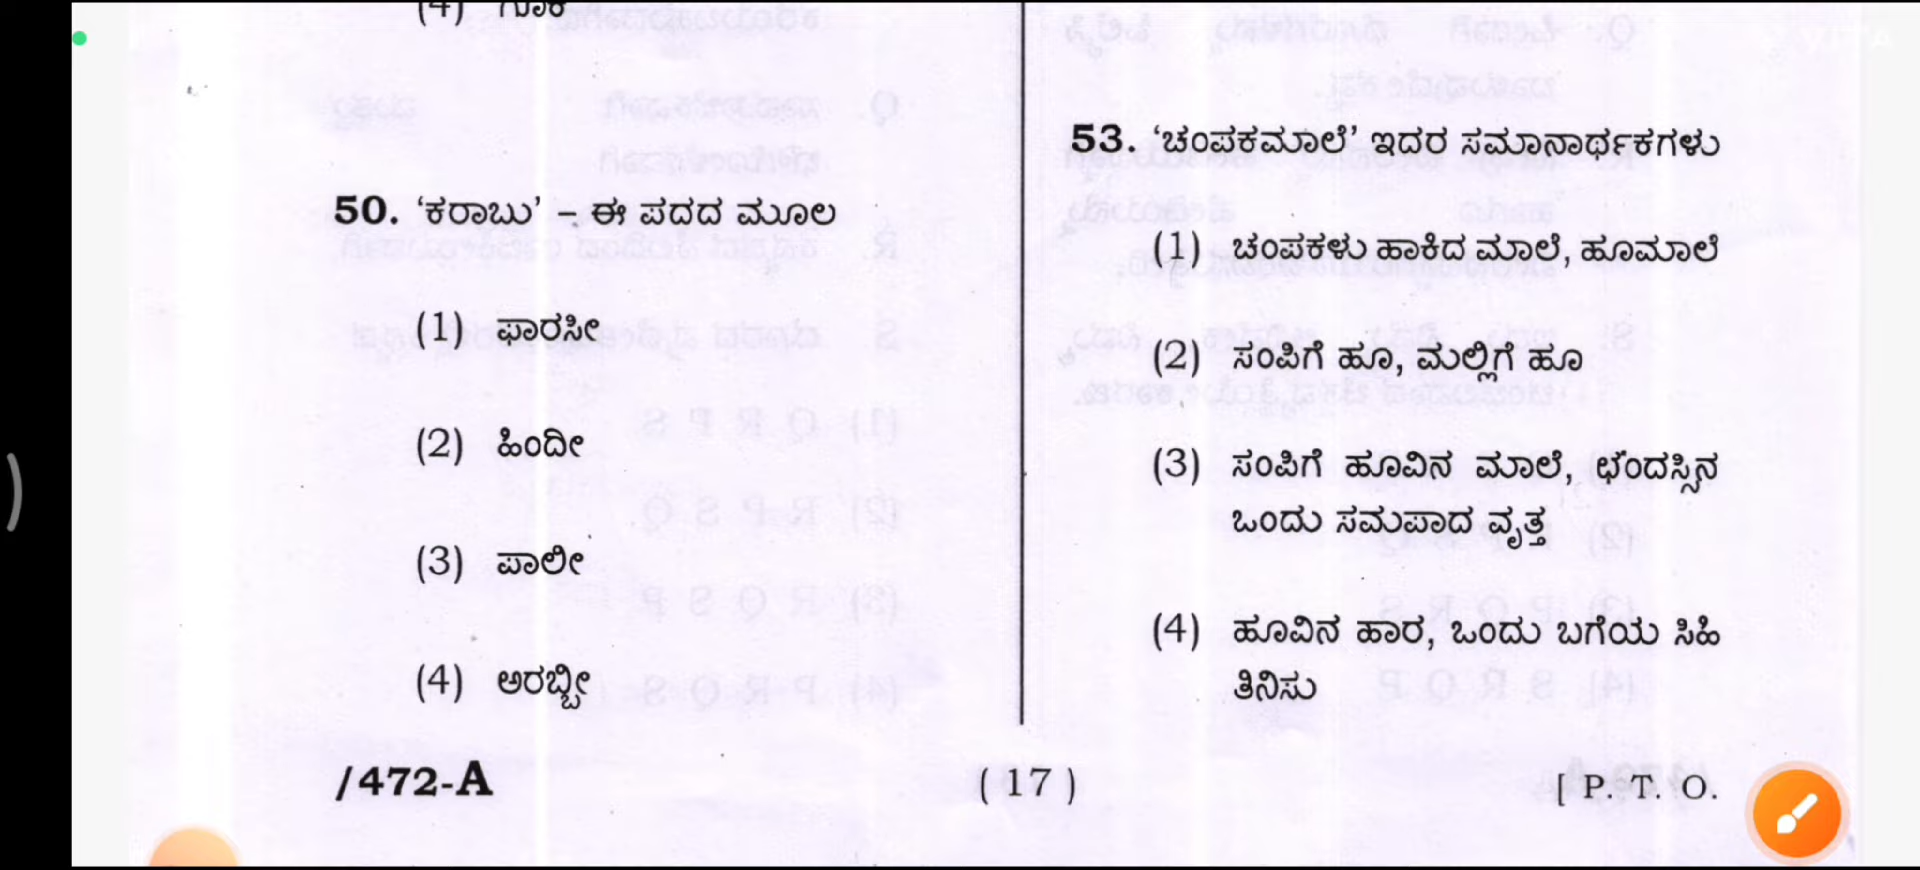 50. ‘ಕರಾಬು’ – ಈ ಪದದ ಮೂಲ
(1) ಫಾರಸೀ
(2) ಹಿಂದೀ
(3) ಪಾಲೀ
(4) ಅರಬ್ಬೀ
53. ‘ಚಂಪಕಮಾಲೆ’ ಇದರ ಸಮಾನಾರ್ಥಕಗಳು
(1) ಚಂಪಕಳು ಹಾಕಿದ ಮಾಲೆ, ಹೂಮಾಲೆ
(2) ಸಂಪಿಗೆ ಹೂ, ಮಲ್ಲಿಗೆ ಹೂ
(3) ಸಂಪಿಗೆ ಹೂವಿನ ಮಾಲೆ, ಛಂದಸ್ಸಿನ
ಒಂದು ಸಮಪಾದ ವೃತ್ತ
(4) ಹೂವಿನ ಹಾರ, ಒಂದು ಬಗೆಯ ಸಿಹಿ
ತಿನಿಸು
/472-A
( 17 )
[ P. T. O.